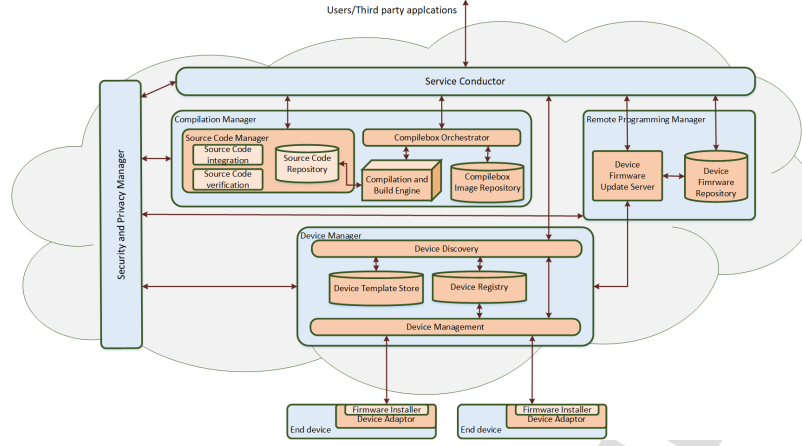 Users/Third party applcations
Service Conductor
Security and Privacy Manager
Compilation Manager
Source Code Manager
Source Code
integration
Source Code
verification
Source Code
Repository
Compilebox Orchestrator
Compilation and
Build Engine
Compilebox
Image Repository
Remote Programming Manager
Device
Firmware
Update Server
Device
Fimrware
Repository
Device Manager
Device Discovery
Device Template Store
Device Registry
Device Management
Firmware Installer
Device Adaptor
End device
Firmware Installer
Device Adaptor
End device